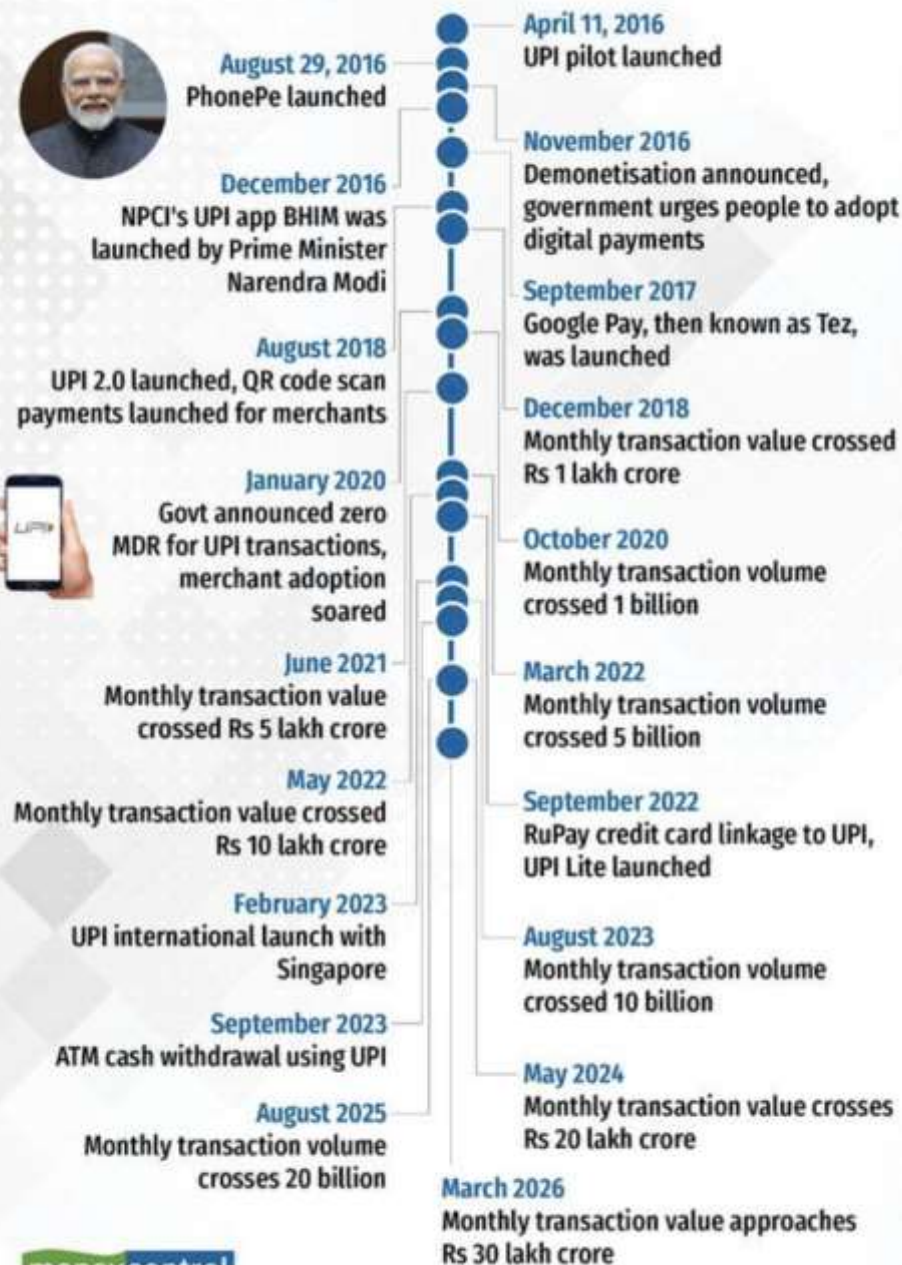 April 11, 2016
UPI pilot launched
August 29, 2016
PhonePe launched
November 2016
Demonetisation announced,
government urges people to adopt
digital payments
December 2016
NPCI's UPI app BHIM was
launched by Prime Minister
Narendra Modi
September 2017
Google Pay, then known as Tez,
was launched
August 2018
UPI 2.0 launched, QR code scan
payments launched for merchants
December 2018
Monthly transaction value crossed
Rs 1 lakh crore
January 2020
Govt announced zero
MDR for UPI transactions,
merchant adoption
soared
UPI
October 2020
Monthly transaction volume
crossed 1 billion
June 2021
Monthly transaction value
crossed Rs 5 lakh crore
March 2022
Monthly transaction volume
crossed 5 billion
May 2022
Monthly transaction value crossed
Rs 10 lakh crore
September 2022
RuPay credit card linkage to UPI,
UPI Lite launched
February 2023
UPI international launch with
Singapore
August 2023
Monthly transaction volume
crossed 10 billion
September 2023
ATM cash withdrawal using UPI
May 2024
Monthly transaction value crosses
Rs 20 lakh crore
August 2025
Monthly transaction volume
crosses 20 billion
March 2026
Monthly transaction value approaches
Rs 30 lakh crore
moneycontrol